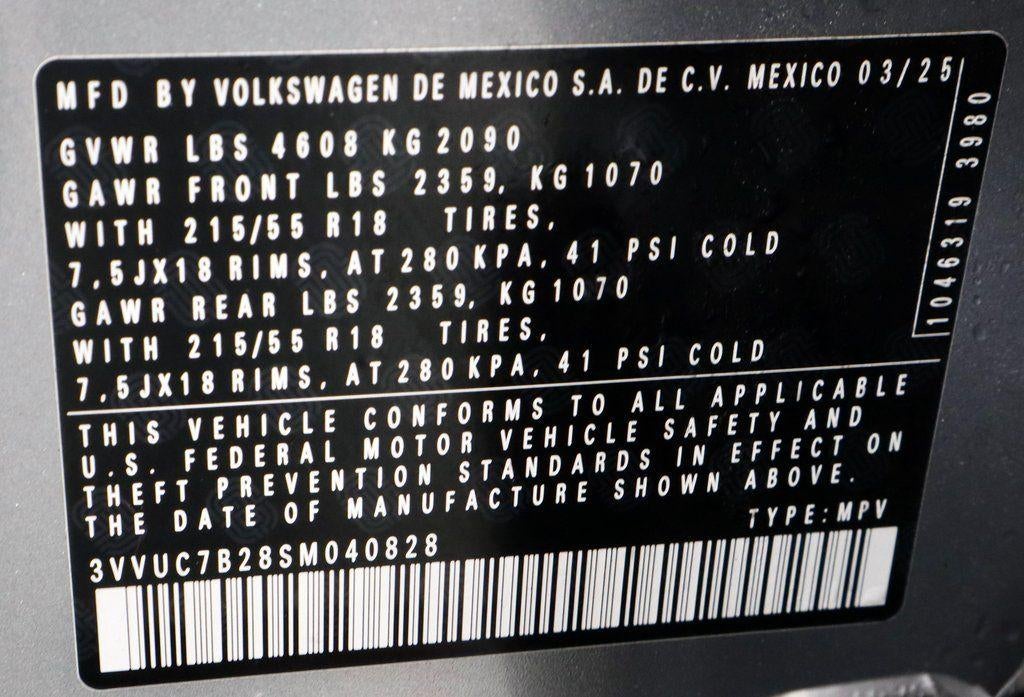 MFD BY VOLKSWAGEN DE MEXICO S.A. DE C.V. MEXICO 03/25
GVWR LBS 4608 KG 2090
GAWR FRONT LBS 2359, KG 1070
WITH 215/55 R18 TIRES,
7,5JX18 RIMS, AT 280 KPA, 41 PSI COLD
GAWR REAR LBS 2359, KG 1070
WITH 215/55 R18 TIRES,
7,5JX18 RIMS, AT 280 KPA, 41 PSI COLD
1046319 3980
THIS VEHICLE CONFORMS TO ALL APPLICABLE
U.S. FEDERAL MOTOR VEHICLE SAFETY AND
THEFT PREVENTION STANDARDS IN EFFECT ON
THE DATE OF MANUFACTURE SHOWN ABOVE.
TYPE: MPV
3VVUC7B28SM040828